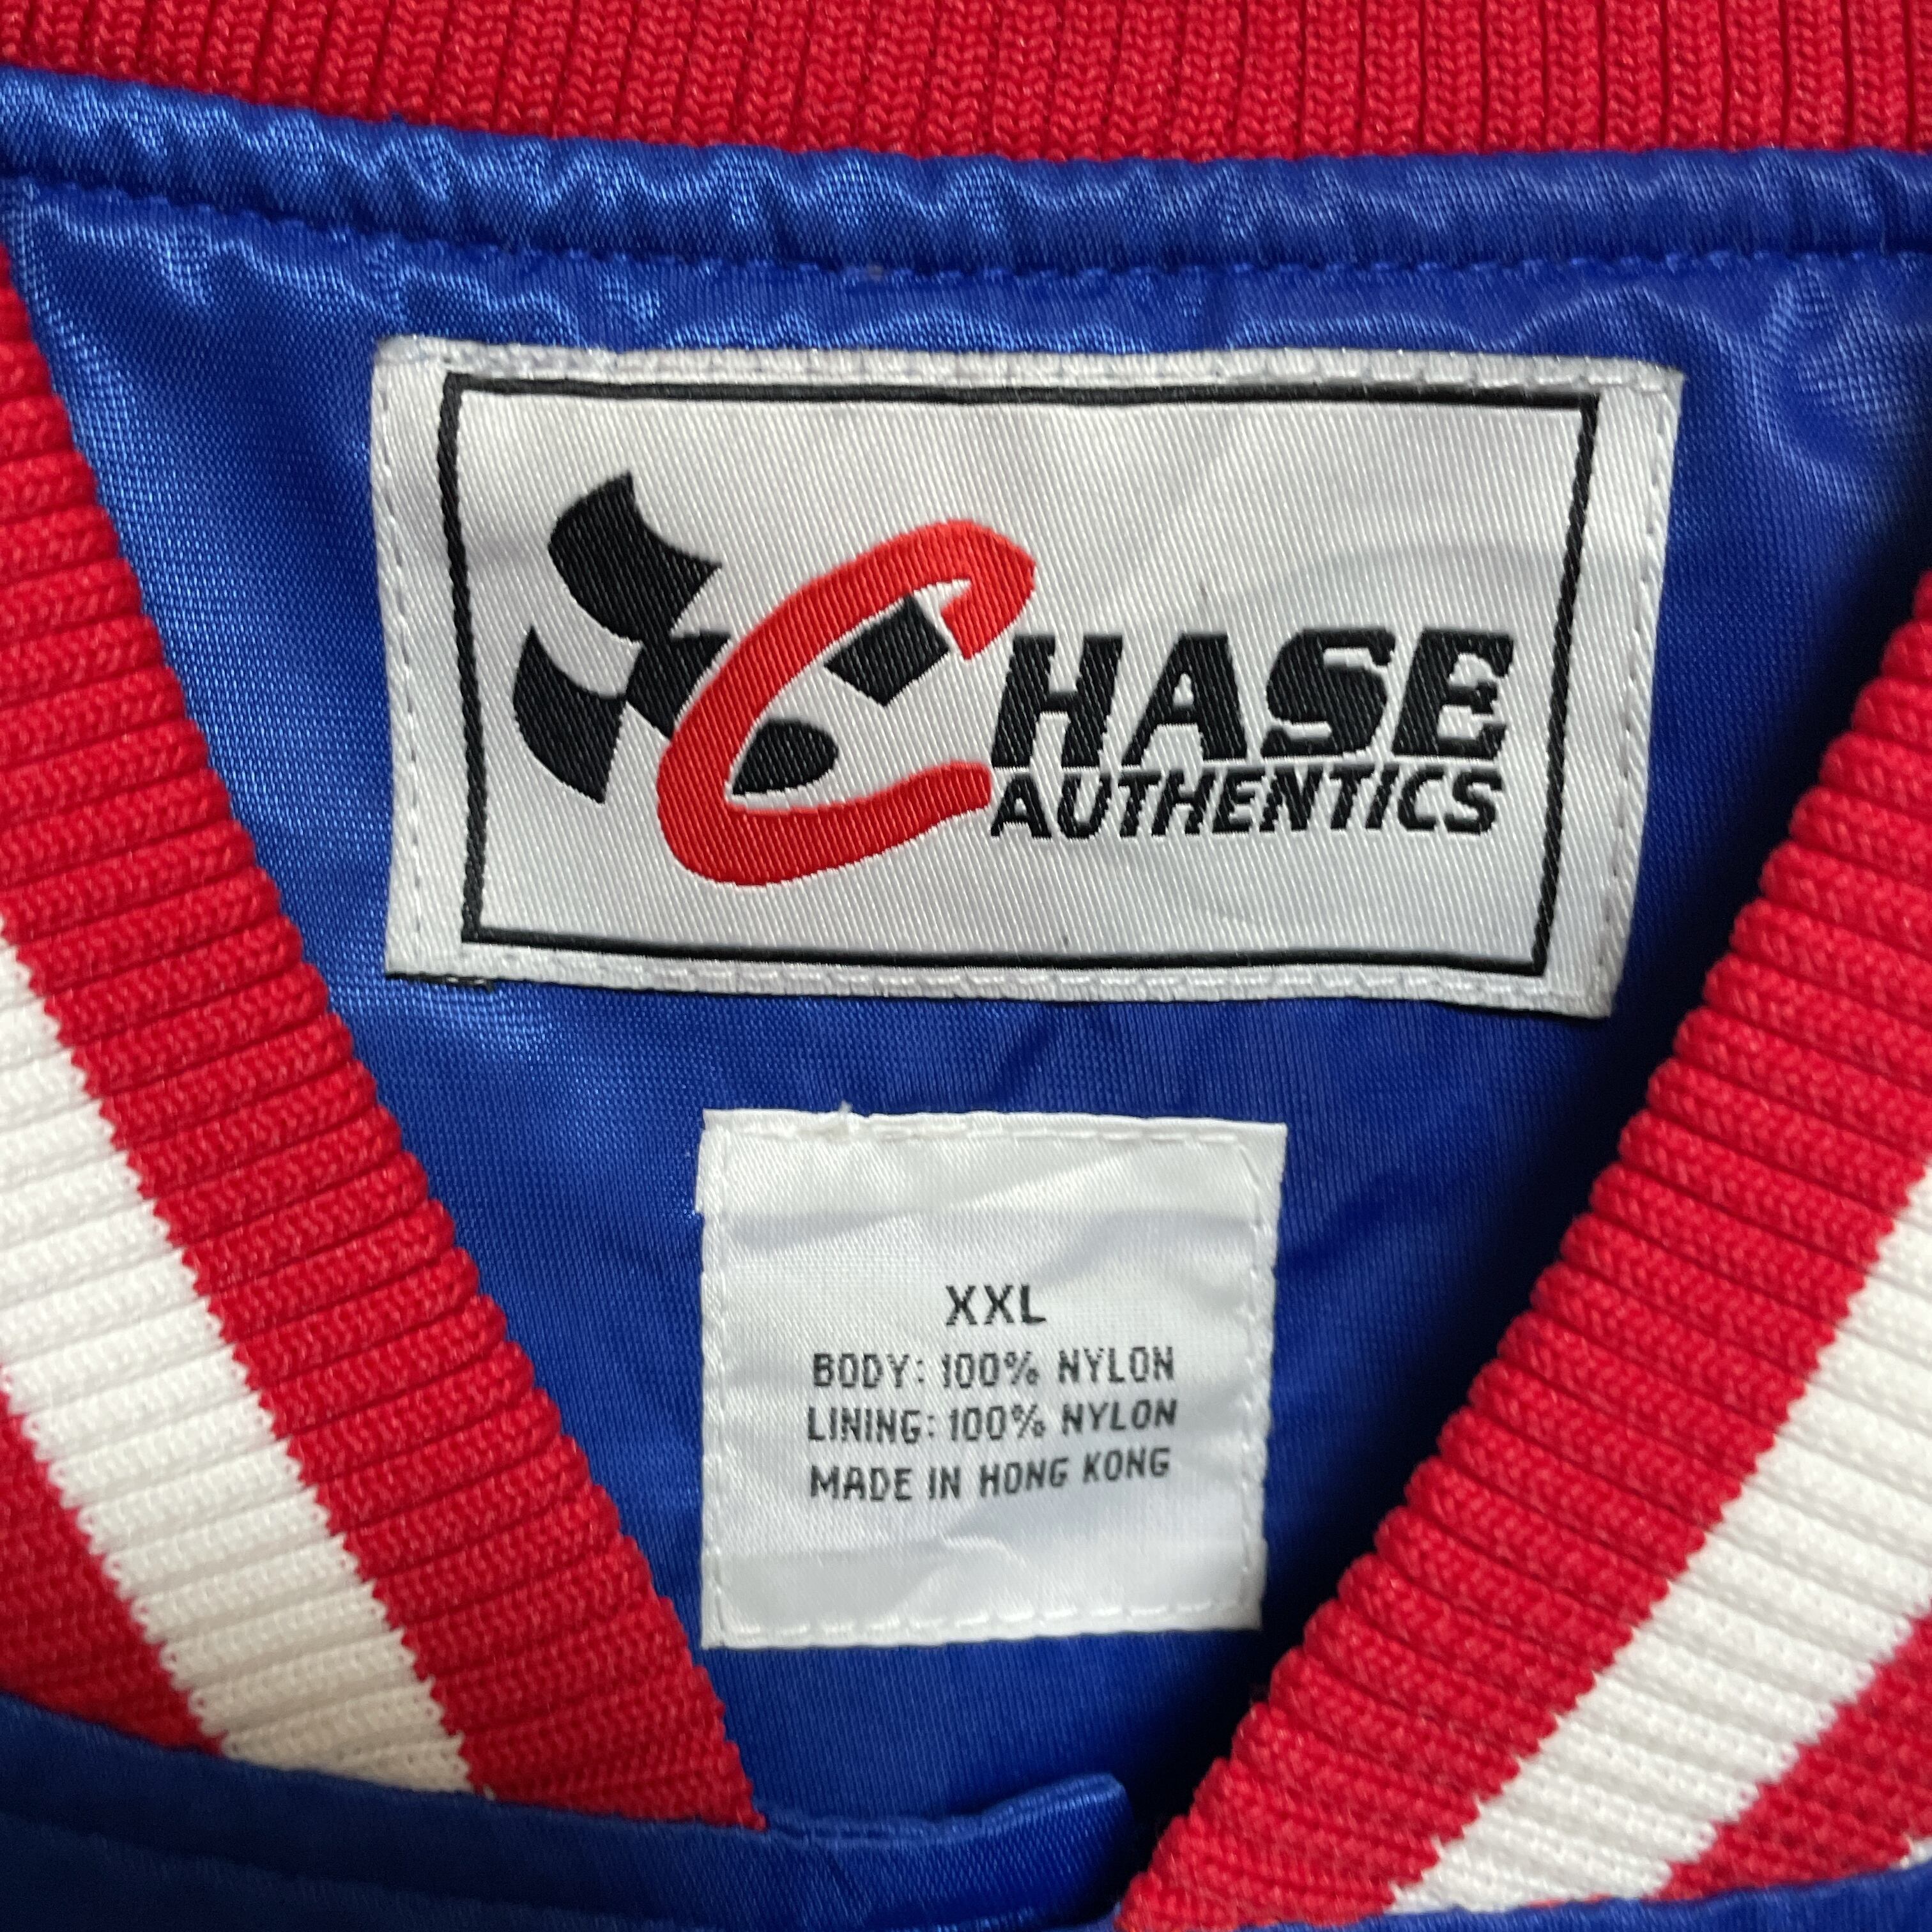 CHASE
AUTHENTICS
XXL
BODY: 100% NYLON
LINING: 100% NYLON
MADE IN HONG KONG